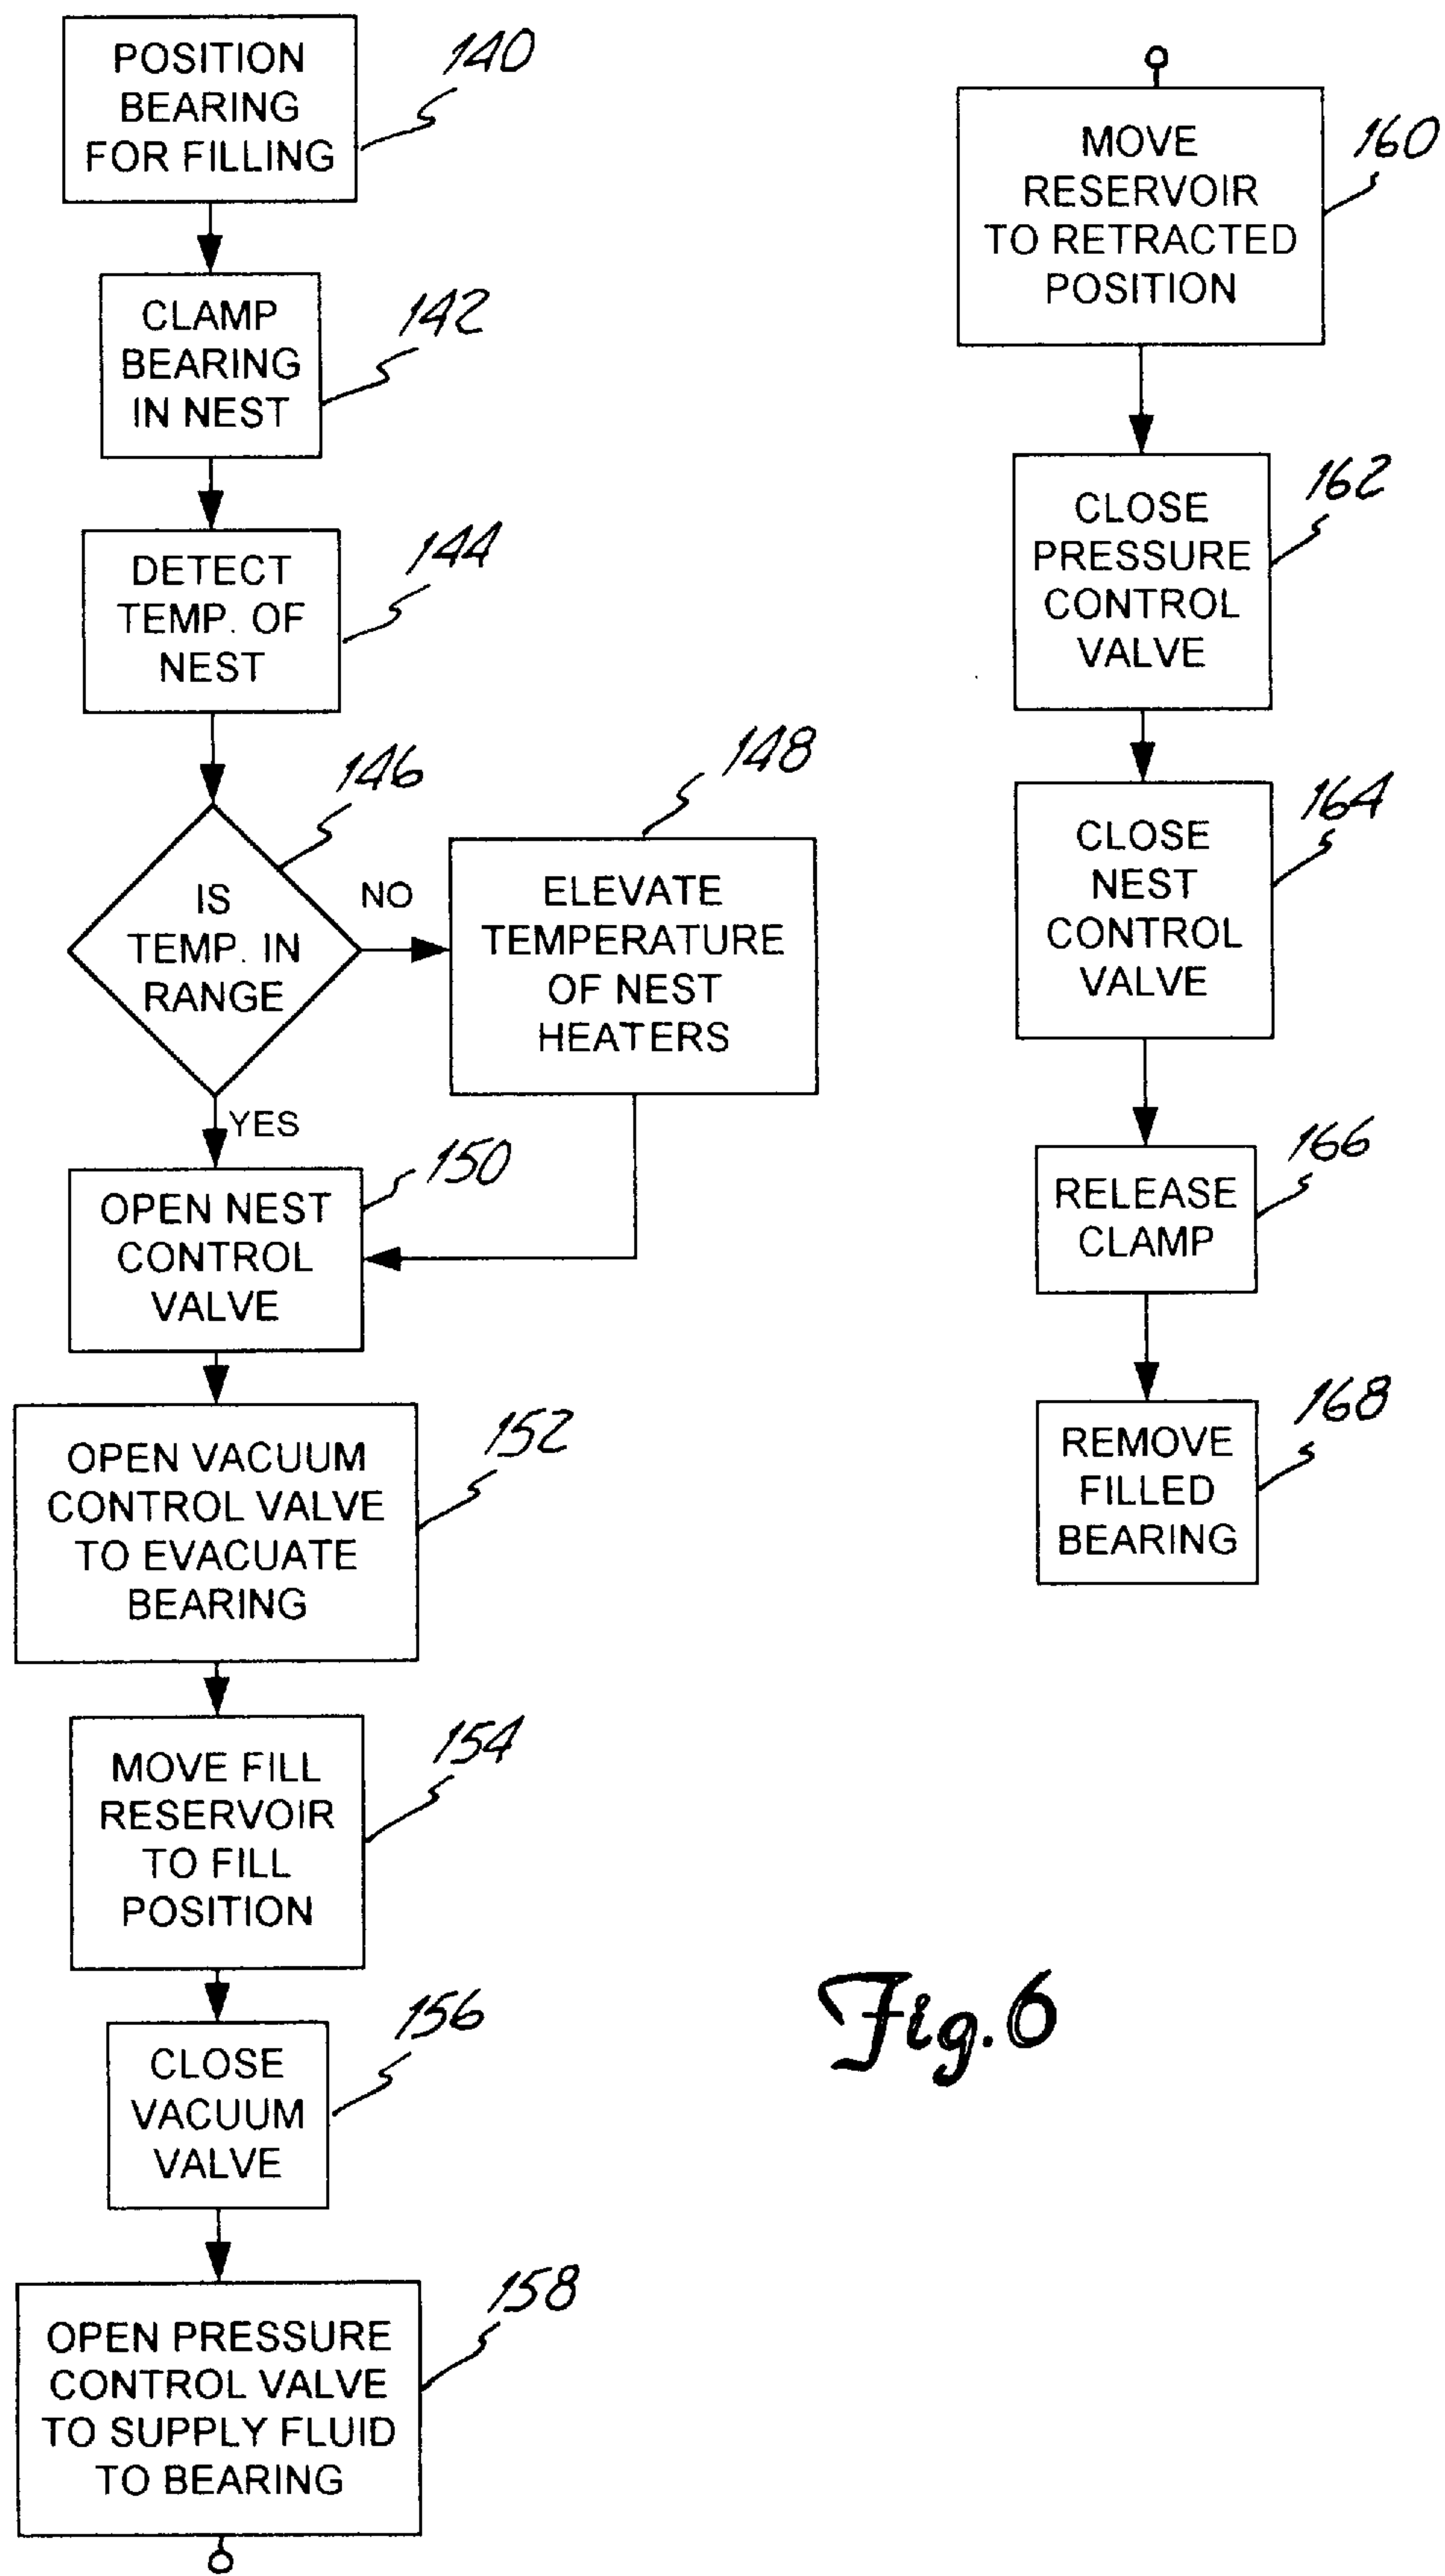 POSITION
BEARING
FOR FILLING
140
CLAMP
BEARING
IN NEST
142
DETECT
TEMP. OF
NEST
144
IS
TEMP. IN
RANGE
146
NO
ELEVATE
TEMPERATURE
OF NEST
HEATERS
148
YES
OPEN NEST
CONTROL
VALVE
150
OPEN VACUUM
CONTROL VALVE
TO EVACUATE
BEARING
152
MOVE FILL
RESERVOIR
TO FILL
POSITION
154
CLOSE
VACUUM
VALVE
156
OPEN PRESSURE
CONTROL VALVE
TO SUPPLY FLUID
TO BEARING
158
MOVE
RESERVOIR
TO RETRACTED
POSITION
160
CLOSE
PRESSURE
CONTROL
VALVE
162
CLOSE
NEST
CONTROL
VALVE
164
RELEASE
CLAMP
166
REMOVE
FILLED
BEARING
168
Fig. 6